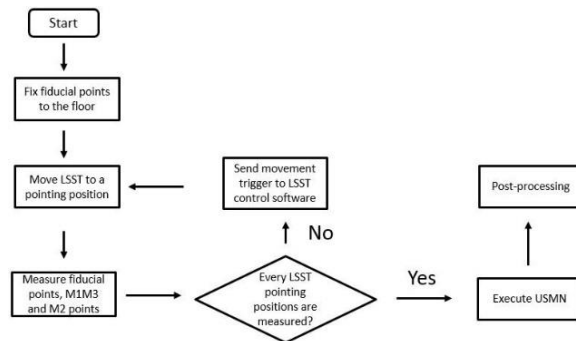 Start
Fix fiducial points
to the floor
Move LSST to a
pointing position
Measure fiducial
points, M1M3
and M2 points
Send movement
trigger to LSST
control software
No
Every LSST
pointing
positions are
measured?
Yes
Execute USMN
Post-processing